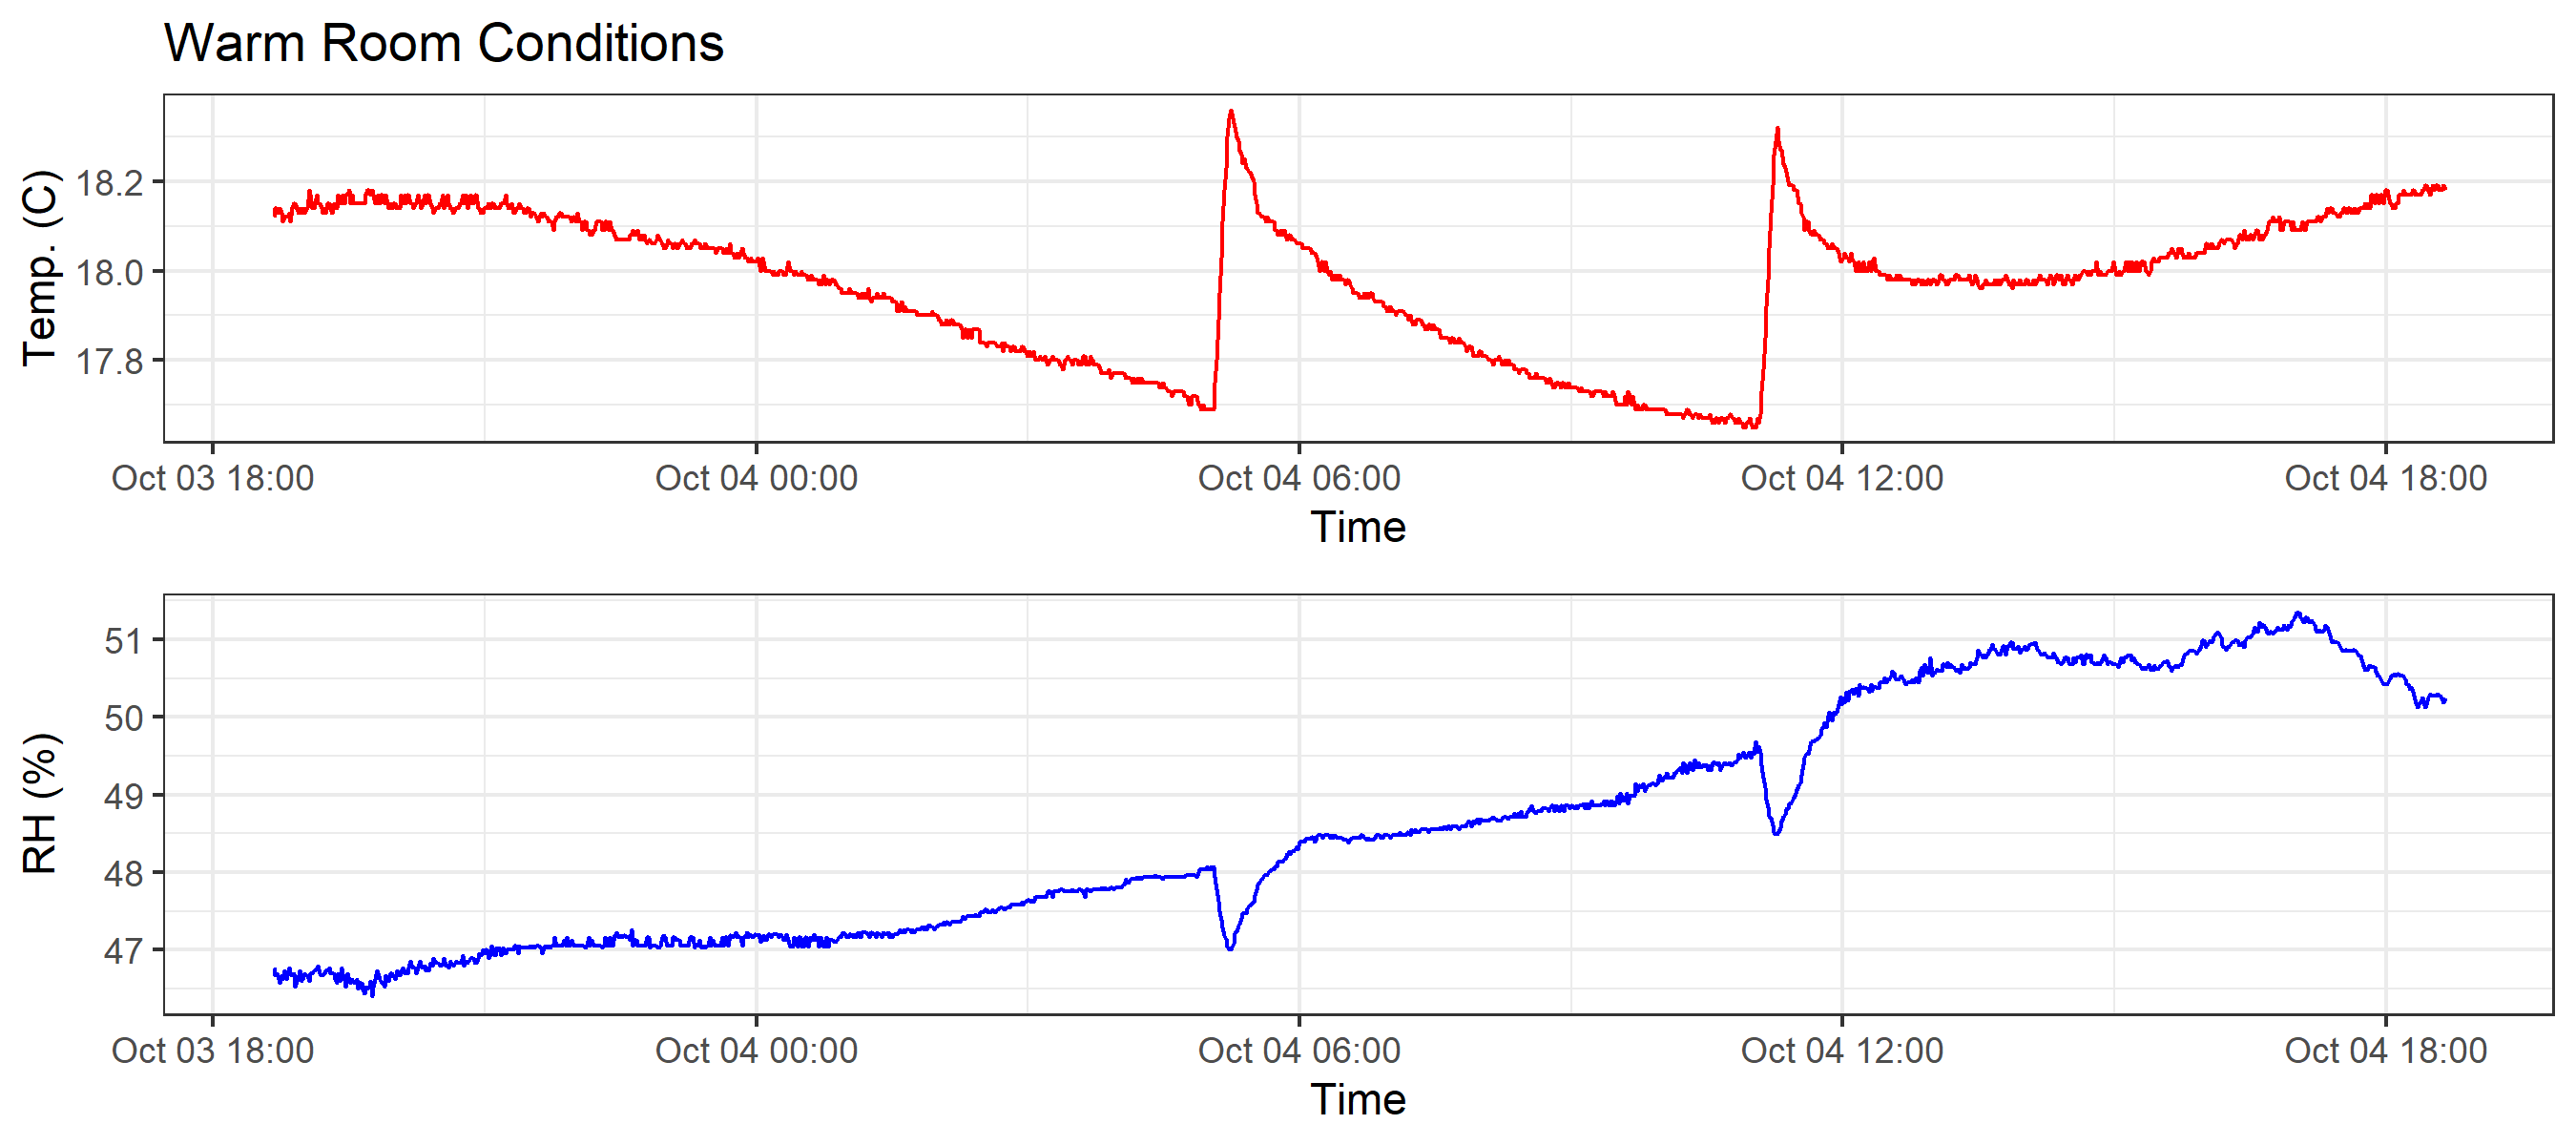 Warm Room Conditions
Temp. (C)
18.2
18.0
17.8
Oct 03 18:00 Oct 04 00:00 Oct 04 06:00 Oct 04 12:00 Oct 04 18:00
Time
RH (%)
51
50
49
48
47
Oct 03 18:00 Oct 04 00:00 Oct 04 06:00 Oct 04 12:00 Oct 04 18:00
Time